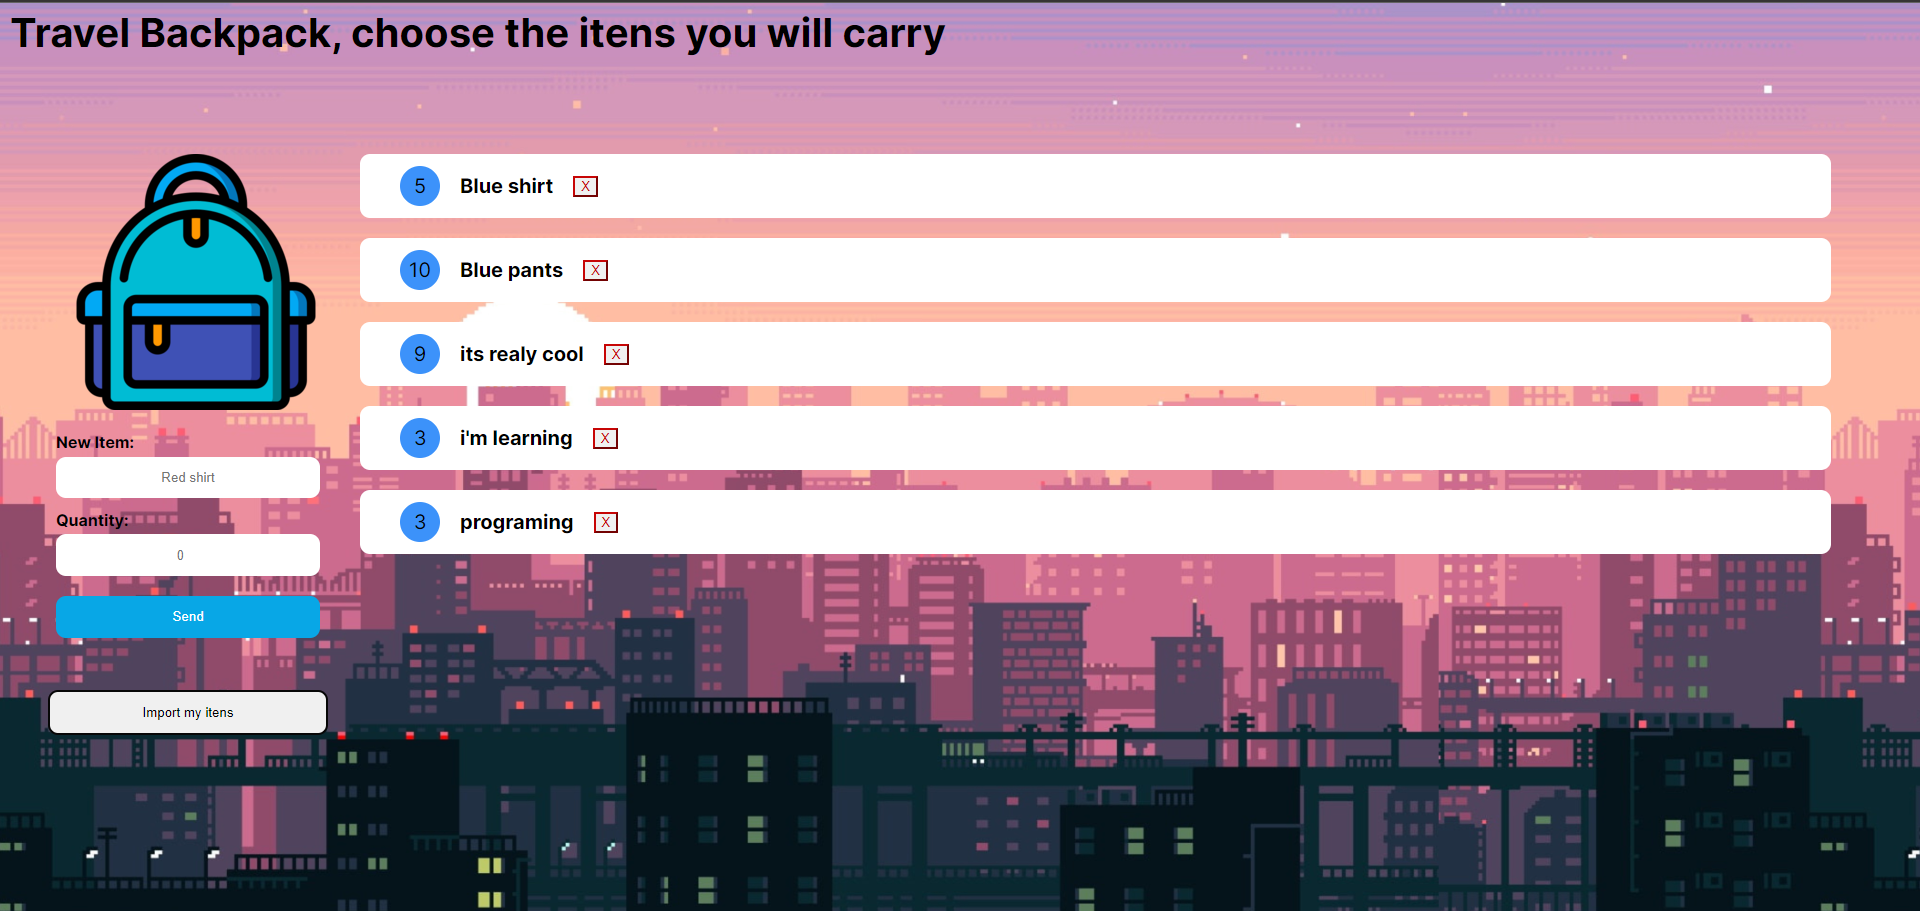 Travel Backpack, choose the itens you will carry
5 Blue shirt X
10 Blue pants X
9 its realy cool X
3 i'm learning X
3 programing X
New Item:
Red shirt
Quantity:
0
Send
Import my itens